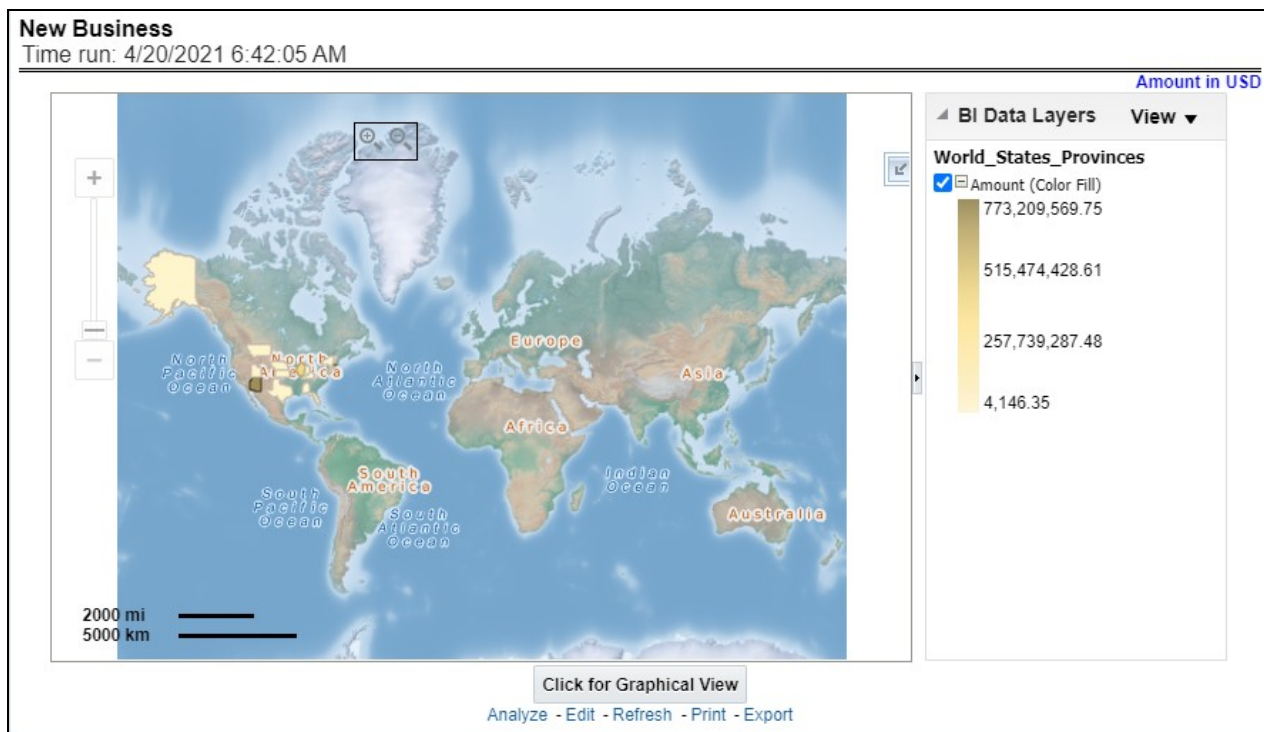 New Business
Time run: 4/20/2021 6:42:05 AM
Amount in USD
BI Data Layers View
World_States_Provinces
Amount (Color Fill)
773,209,569.75
515,474,428.61
257,739,287.48
4,146.35
North
Pacific
Ocean
North
America
North
Atlantic
Ocean
Europe
Asia
Africa
South
America
Indian
Ocean
South
Pacific
Ocean
South
Atlantic
Ocean
Australia
2000 mi
5000 km
Click for Graphical View
Analyze - Edit - Refresh - Print - Export